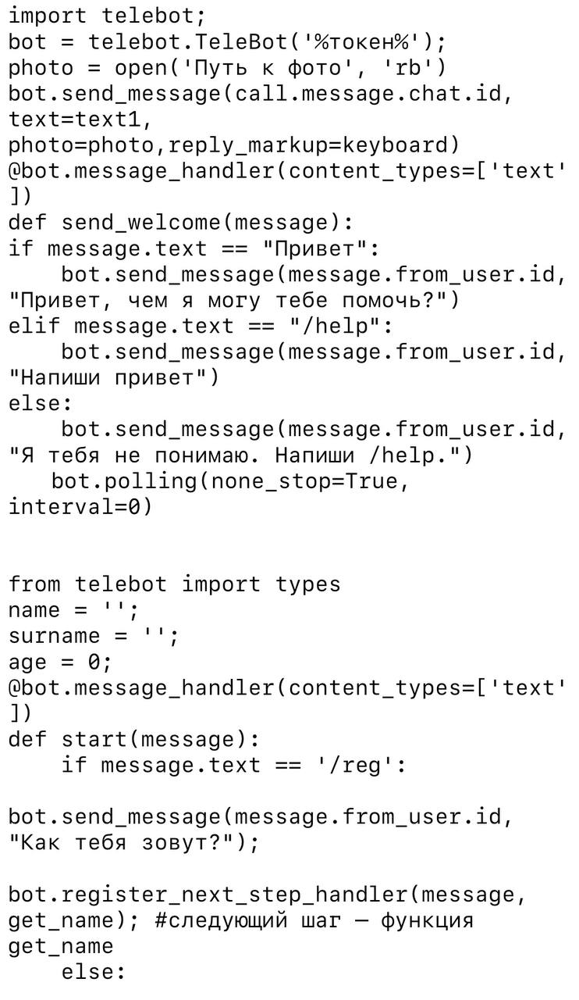 import telebot;
bot = telebot.TeleBot('%токен%');
photo = open('Путь к фото', 'rb')
bot.send_message(call.message.chat.id,
text=text1,
photo=photo,reply_markup=keyboard)
@bot.message_handler(content_types=['text'
])
def send_welcome(message):
if message.text == "Привет":
    bot.send_message(message.from_user.id,
"Привет, чем я могу тебе помочь?")
elif message.text == "/help":
    bot.send_message(message.from_user.id,
"Напиши привет")
else:
    bot.send_message(message.from_user.id,
"Я тебя не понимаю. Напиши /help.")
   bot.polling(none_stop=True,
interval=0)
from telebot import types
name = '';
surname = '';
age = 0;
@bot.message_handler(content_types=['text'
])
def start(message):
    if message.text == '/reg':
bot.send_message(message.from_user.id,
"Как тебя зовут?");
bot.register_next_step_handler(message,
get_name); #следующий шаг – функция
get_name
    else: